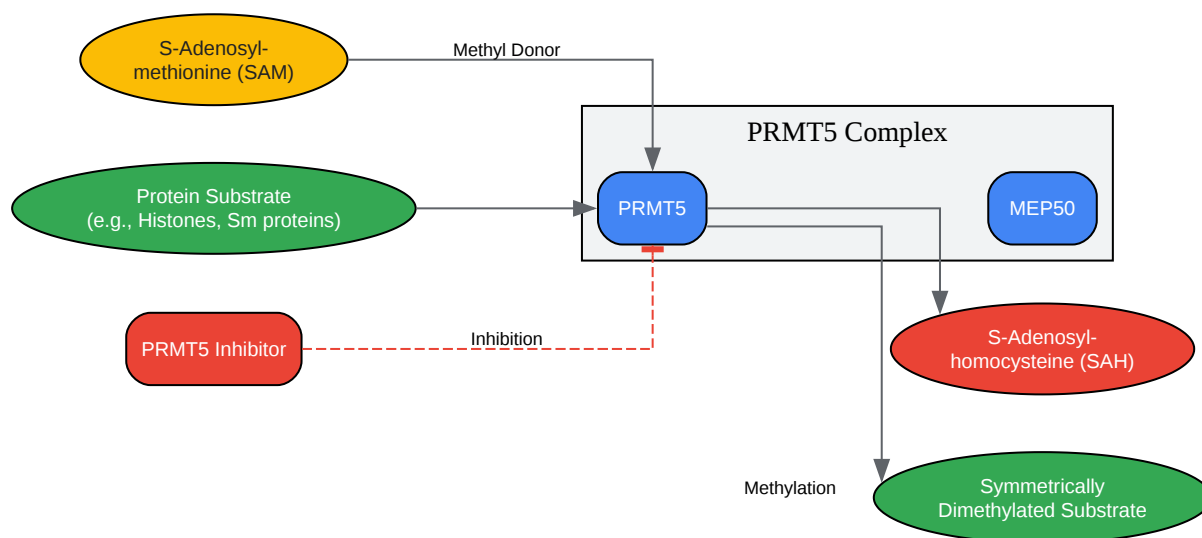 S-Adenosyl-
methionine (SAM)
Methyl Donor
PRMT5 Complex
Protein Substrate
(e.g., Histones, Sm proteins)
PRMT5
MEP50
PRMT5 Inhibitor
Inhibition
S-Adenosyl-
homocysteine (SAH)
Methylation
Symmetrically
Dimethylated Substrate